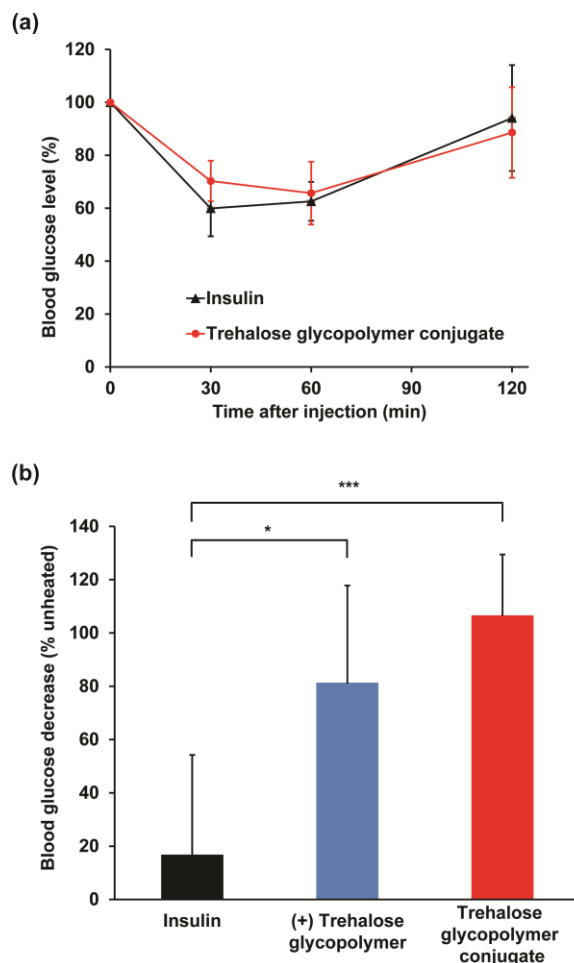 (a)
Blood glucose level (%)
120
100
80
60
40
20
0
Insulin
Trehalose glycopolymer conjugate
0
30
60
90
120
Time after injection (min)
(b)
Blood glucose decrease (% unheated)
140
120
100
80
60
40
20
0
***
*
Insulin
(+) Trehalose
glycopolymer
Trehalose
glycopolymer
conjugate